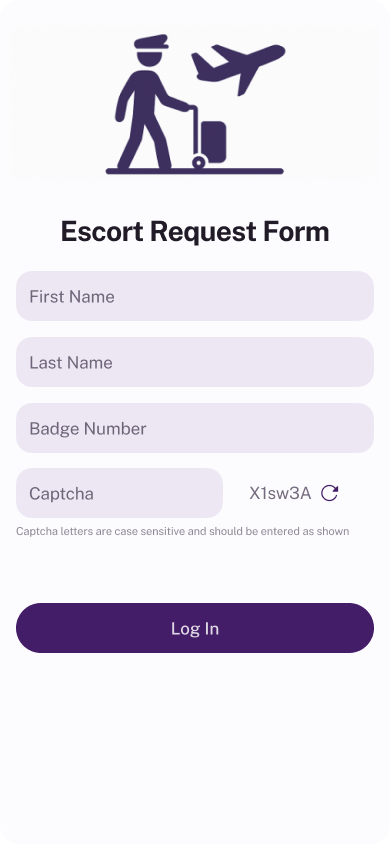 Escort Request Form
First Name
Last Name
Badge Number
Captcha X1sw3A
Captcha letters are case sensitive and should be entered as shown
Log In